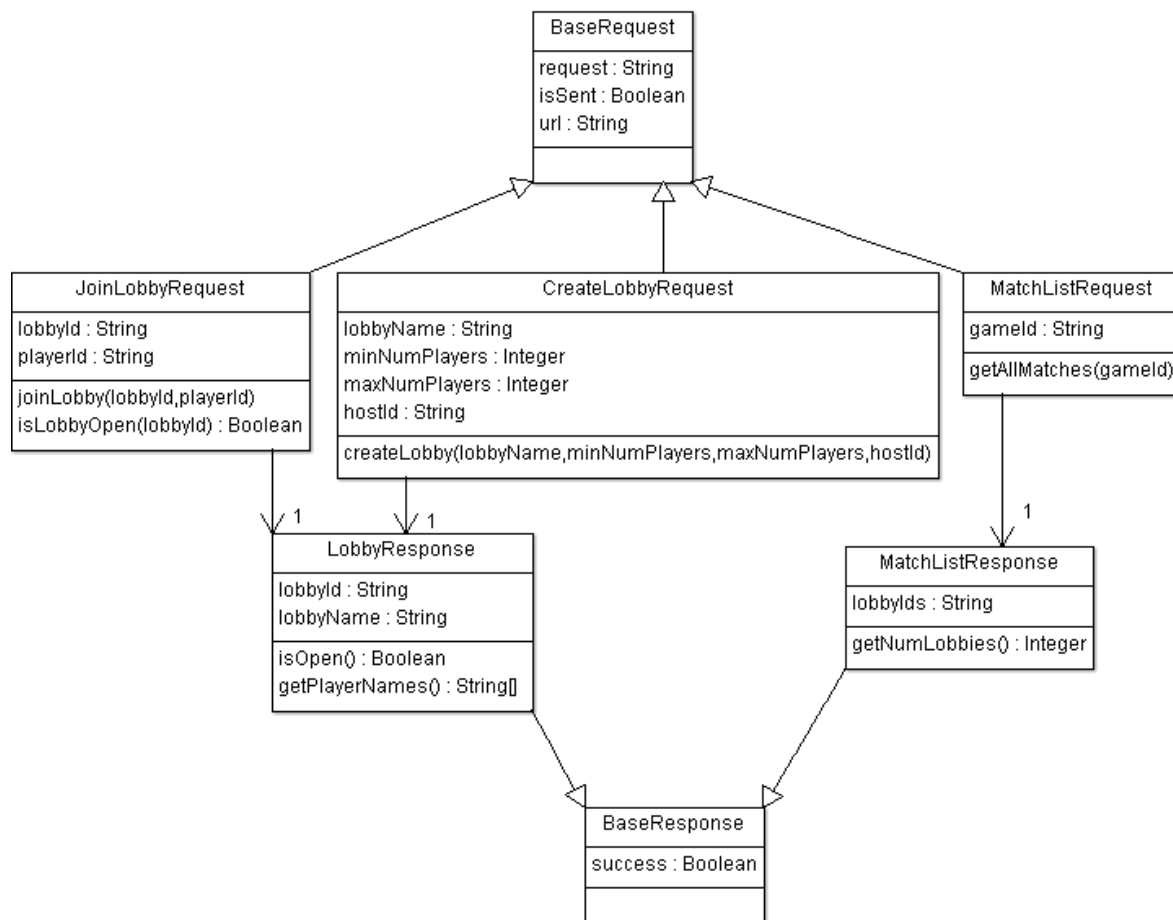 BaseRequest
request : String
isSent : Boolean
url : String
JoinLobbyRequest
lobbyId : String
playerId : String
joinLobby(lobbyId,playerId)
isLobbyOpen(lobbyId) : Boolean
CreateLobbyRequest
lobbyName : String
minNumPlayers : Integer
maxNumPlayers : Integer
hostId : String
createLobby(lobbyName,minNumPlayers,maxNumPlayers,hostId)
MatchListRequest
gameId : String
getAllMatches(gameId)
1
1
1
LobbyResponse
lobbyId : String
lobbyName : String
isOpen() : Boolean
getPlayerNames() : String[]
MatchListResponse
lobbyIds : String
getNumLobbies() : Integer
BaseResponse
success : Boolean